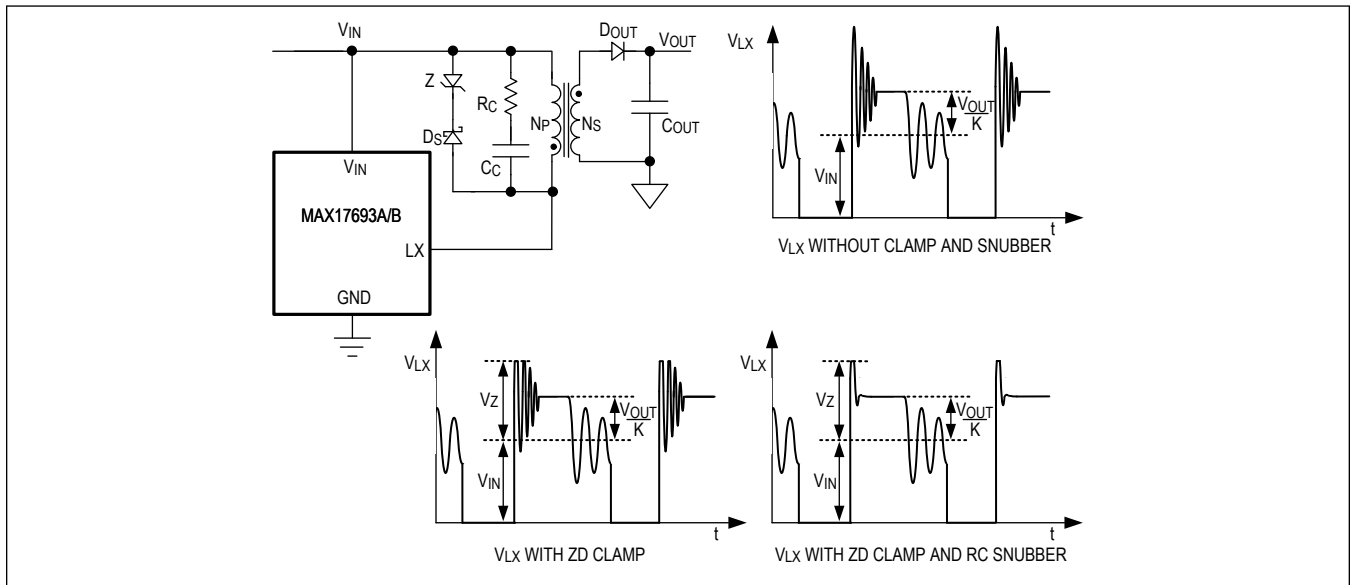 VIN
DOUT
VOUT
Z
RC
NP
NS
COUT
DS
CC
VIN
MAX17693A/B
LX
GND
VLX
VOUT
K
VIN
t
VLX WITHOUT CLAMP AND SNUBBER
VLX
VZ
VOUT
K
VIN
t
VLX WITH ZD CLAMP
VLX
VZ
VOUT
K
VIN
t
VLX WITH ZD CLAMP AND RC SNUBBER